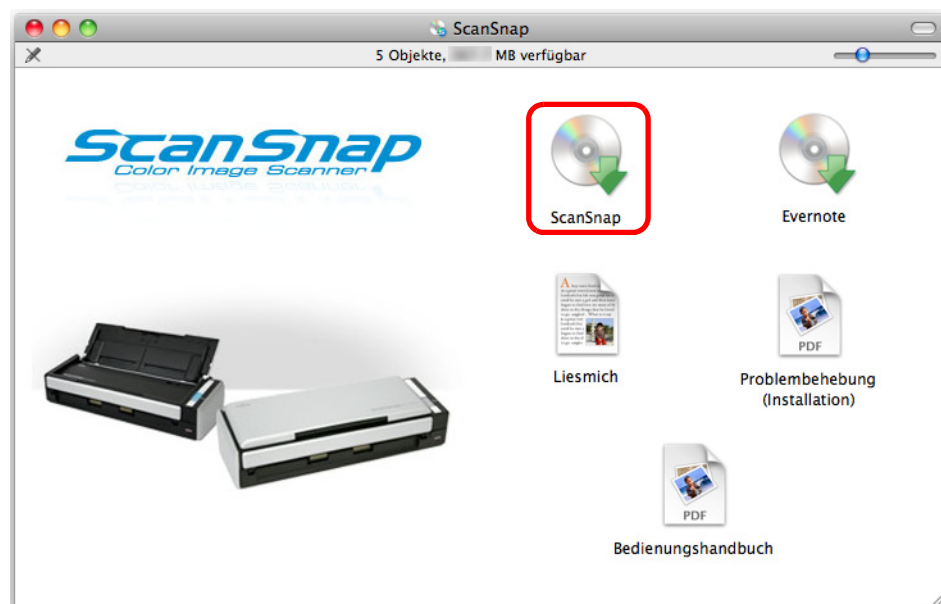 ScanSnap
5 Objekte, MB verfügbar
ScanSnap
Color Image Scanner
ScanSnap
Evernote
Liesmich
PDF
Problembehebung
(Installation)
PDF
Bedienungshandbuch